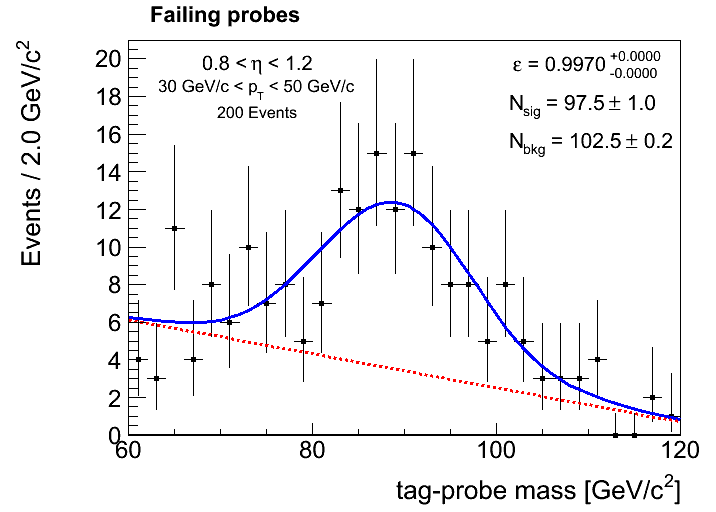 Failing probes
0.8 < η < 1.2
30 GeV/c < p_T < 50 GeV/c
200 Events
ε = 0.9970 +0.0000 -0.0000
N_sig = 97.5 ± 1.0
N_bkg = 102.5 ± 0.2
Events / 2.0 GeV/c²
20
18
16
14
12
10
8
6
4
2
0
60 80 100 120
tag-probe mass [GeV/c²]